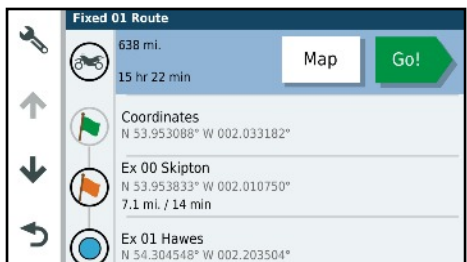 Fixed 01 Route
638 mi.
15 hr 22 min
Map
Go!
Coordinates
N 53.953088° W 002.033182°
Ex 00 Skipton
N 53.953833° W 002.010750°
7.1 mi. / 14 min
Ex 01 Hawes
N 54.304548° W 002.203504°